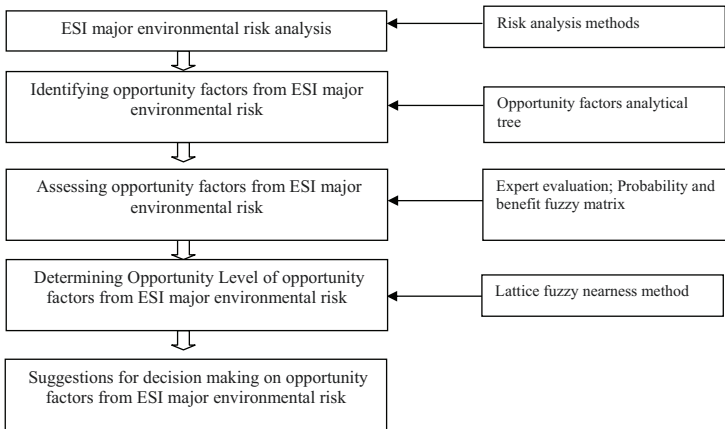 ESI major environmental risk analysis
Risk analysis methods
Identifying opportunity factors from ESI major
environmental risk
Opportunity factors analytical
tree
Assessing opportunity factors from ESI major
environmental risk
Expert evaluation; Probability and
benefit fuzzy matrix
Determining Opportunity Level of opportunity
factors from ESI major environmental risk
Lattice fuzzy nearness method
Suggestions for decision making on opportunity
factors from ESI major environmental risk